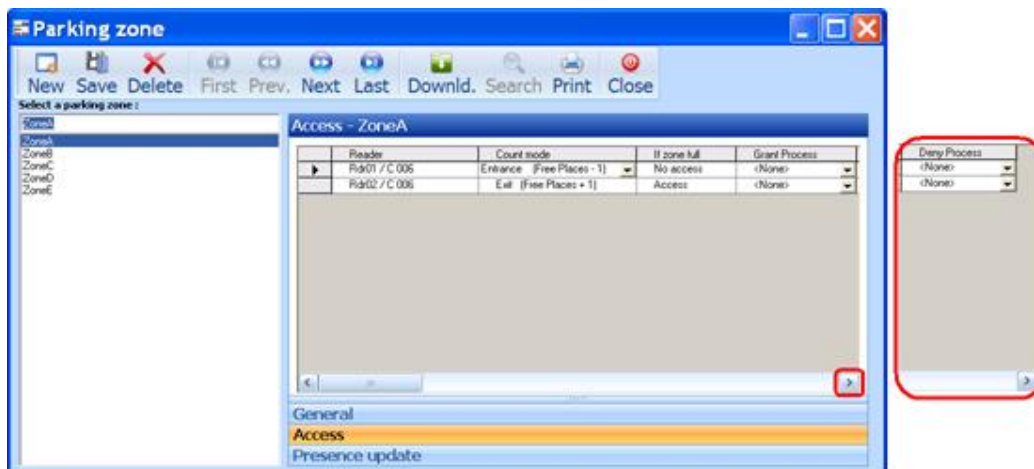 Parking zone
New Save Delete First Prev. Next Last Downld. Search Print Close
Select a parking zone :
ZoneA
ZoneA
ZoneB
ZoneC
ZoneD
ZoneE
Access - ZoneA
Reader Count mode If zone full Grant Process
Rdr01 / C 006 Entrance (Free Places - 1) No access <None>
Rdr02 / C 006 Exit (Free Places + 1) Access <None>
Deny Process
<None>
<None>
General
Access
Presence update